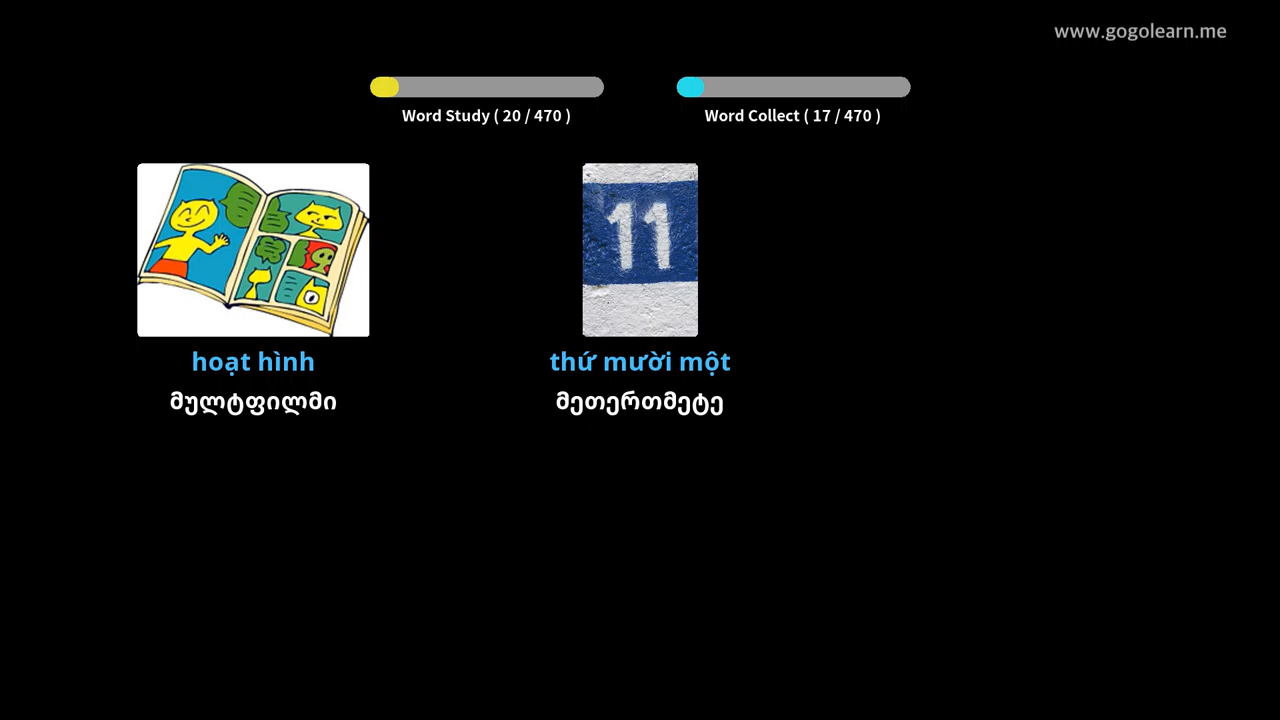 www.gogolearn.me
Word Study ( 20 / 470 )
Word Collect ( 17 / 470 )
11
hoạt hình
thứ mười một
მულტფილმი
მეთერთმეტე